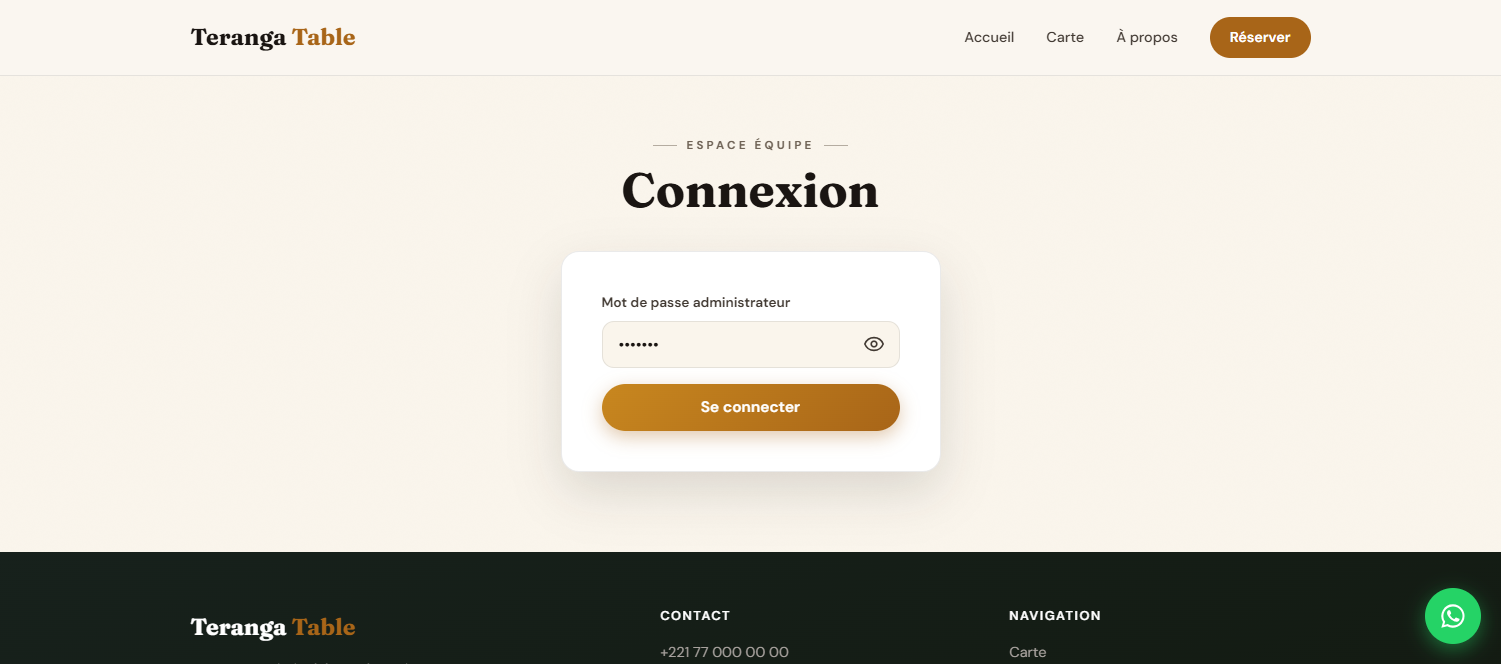 Teranga Table
Accueil
Carte
À propos
Réserver
ESPACE ÉQUIPE
Connexion
Mot de passe administrateur
•••••••
Se connecter
Teranga Table
CONTACT
+221 77 000 00 00
NAVIGATION
Carte